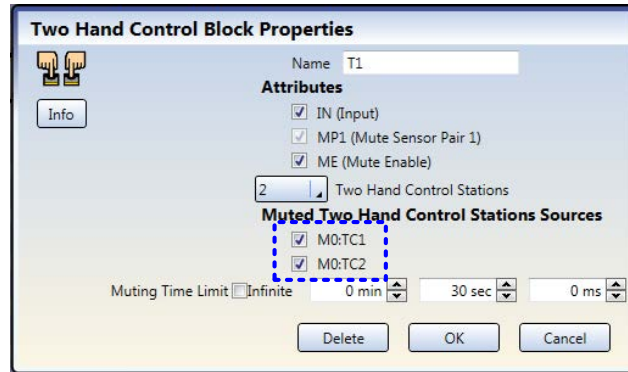 Two Hand Control Block Properties
Name T1
Attributes
Info
IN (Input)
MP1 (Mute Sensor Pair 1)
ME (Mute Enable)
2 Two Hand Control Stations
Muted Two Hand Control Stations Sources
M0:TC1
M0:TC2
Muting Time Limit Infinite 0 min 30 sec 0 ms
Delete OK Cancel